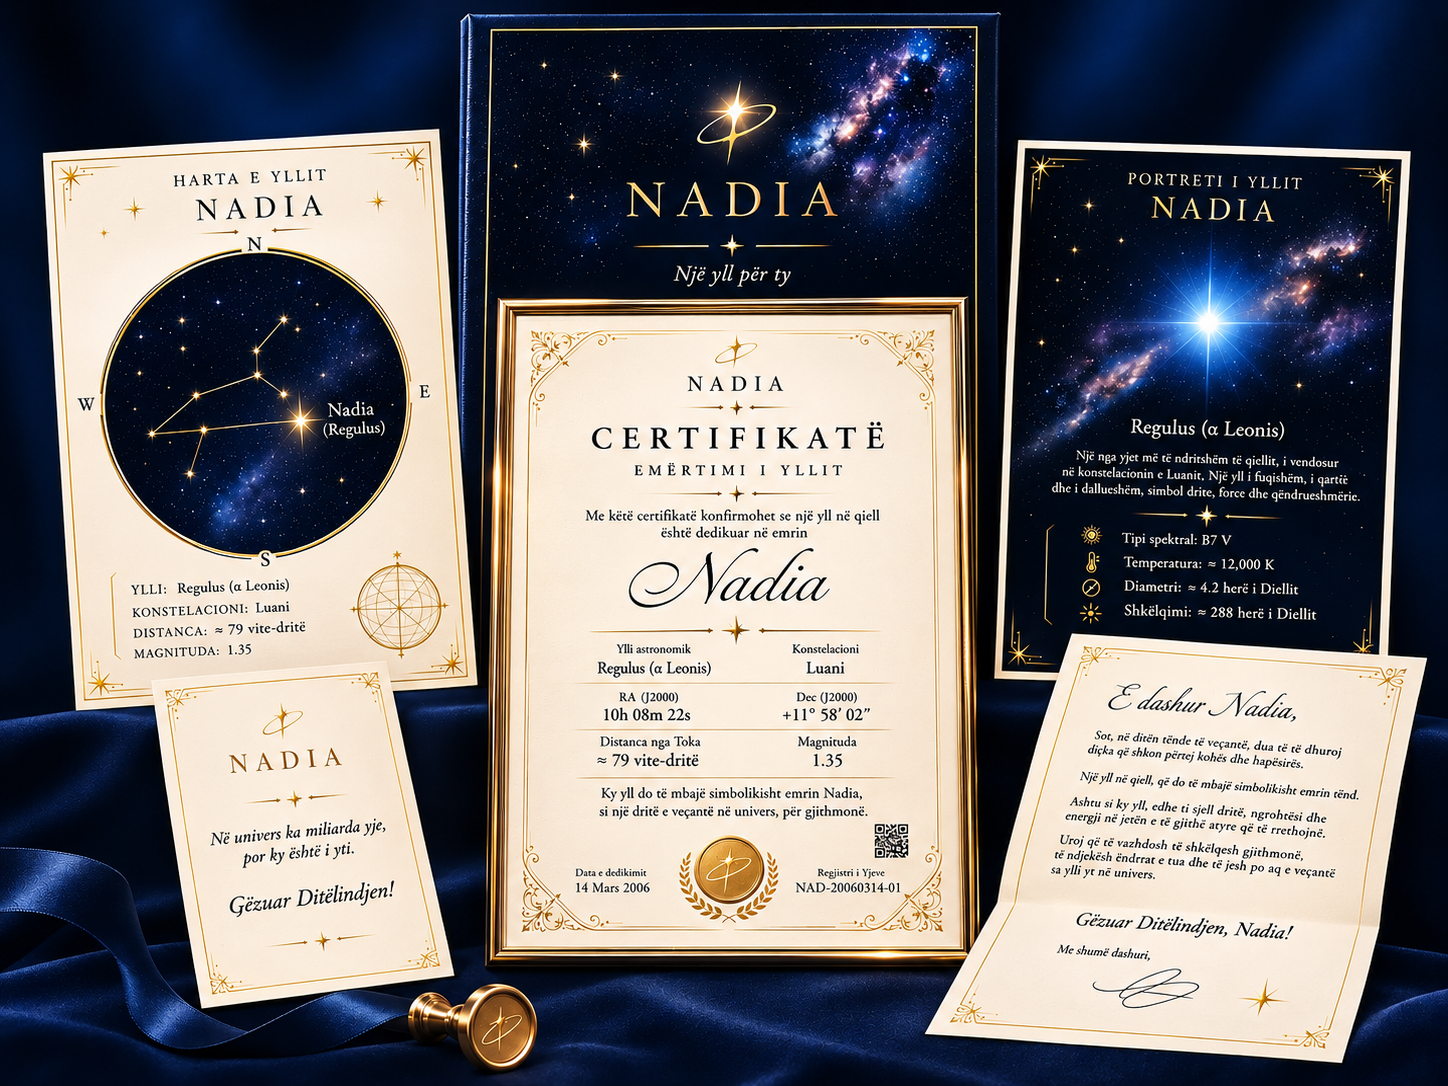 NADIA
Një yll për ty
HARTA E YLLIT
NADIA
N
W
E
S
Nadia
(Regulus)
YLLI: Regulus (α Leonis)
KONSTELACIONI: Luani
DISTANCA: ≈ 79 vite-dritë
MAGNITUDA: 1.35
NADIA
CERTIFIKATË
EMËRTIMI I YLLIT
Me këtë certifikatë konfirmohet se një yll në qiell
është dedikuar në emrin
Nadia
Ylli astronomik
Regulus (α Leonis)
Konstelacioni
Luani
RA (J2000)
10h 08m 22s
Dec (J2000)
+11° 58′ 02″
Distanca nga Toka
≈ 79 vite-dritë
Magnituda
1.35
Ky yll do të mbajë simbolikisht emrin Nadia,
si një dritë e veçantë në univers, për gjithmonë.
Data e dedikimit
14 Mars 2006
Regjistri i Yjeve
NAD-20060314-01
PORTRETI I YLLIT
NADIA
Regulus (α Leonis)
Një nga yjet më të ndritshëm të qiellit, i vendosur
në konstelacionin e Luanit. Një yll i fuqishëm, i qartë
dhe i dallueshëm, simbol drite, force dhe qëndrueshmërie.
Tipi spektral: B7 V
Temperatura: ≈ 12,000 K
Diametri: ≈ 4.2 herë i Diellit
Shkëlqimi: ≈ 288 herë i Diellit
NADIA
Në univers ka miliarda yje,
por ky është i yti.
Gëzuar Ditëlindjen!
E dashur Nadia,
Sot, në ditën tënde të veçantë, dua të të dhuroj
diçka që shkon përtej kohës dhe hapësirës.
Një yll në qiell, që do të mbajë simbolikisht emrin tënd.
Ashtu si ky yll, edhe ti sjell dritë, ngrohtësi dhe
energji në jetën e të gjithë atyre që të rrethojnë.
Uroj që të vazhdosh të shkëlqesh gjithmonë,
të ndjekësh ëndrrat e tua dhe të jesh po aq e veçantë
sa ylli yt në univers.
Gëzuar Ditëlindjen, Nadia!
Me shumë dashuri,